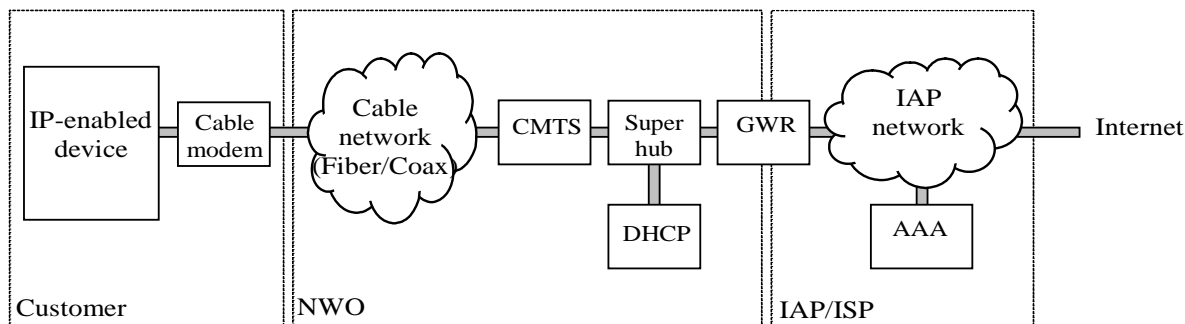 IP-enabled
device
Cable
modem
Cable
network
(Fiber/Coax)
CMTS
Super
hub
DHCP
GWR
IAP
network
AAA
Internet
Customer
NWO
IAP/ISP